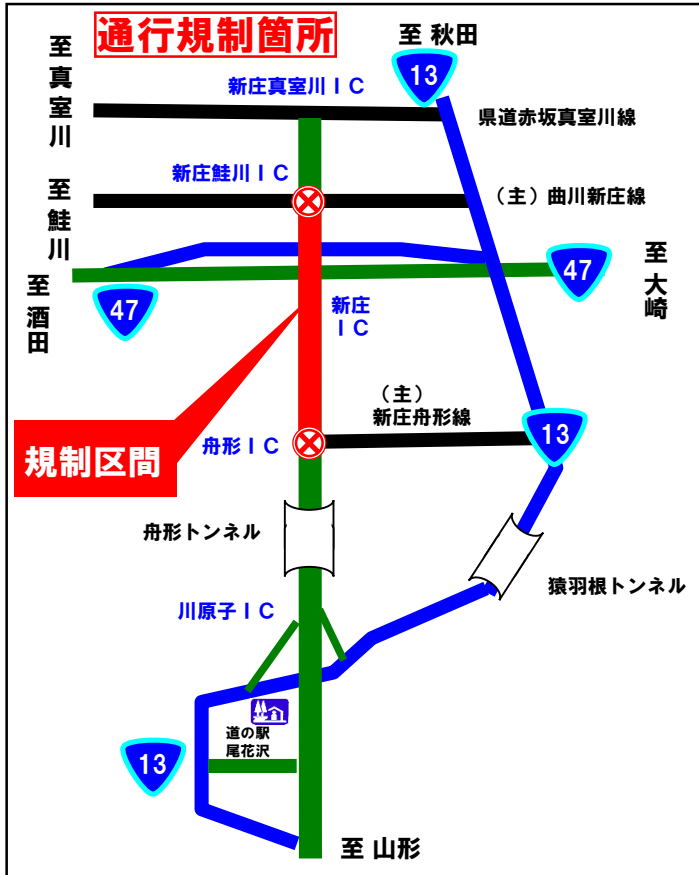 通行規制箇所
至 秋田
至真室川
13
新庄真室川ＩＣ
県道赤坂真室川線
新庄鮭川ＩＣ
（主）曲川新庄線
至鮭川
至酒田
47
47
至大崎
新庄
ＩＣ
（主）
新庄舟形線
規制区間
舟形ＩＣ
13
舟形トンネル
猿羽根トンネル
川原子ＩＣ
道の駅
尾花沢
13
至 山形